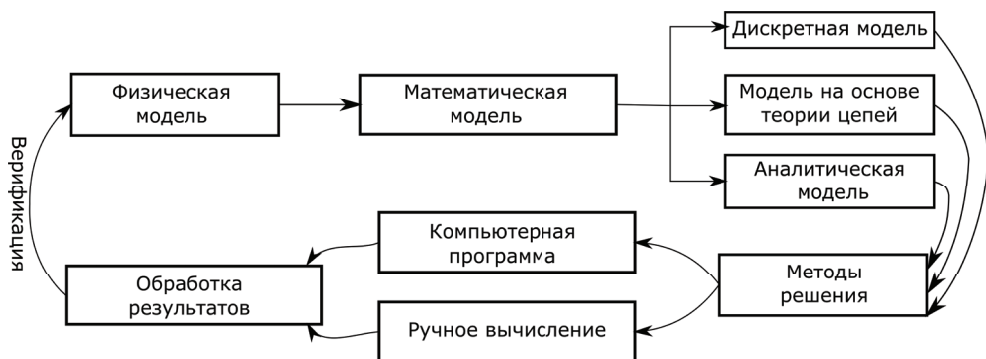 Дискретная модель
Физическая
модель
Математическая
модель
Модель на основе
теории цепей
Аналитическая
модель
Верификация
Компьютерная
программа
Методы
решения
Обработка
результатов
Ручное вычисление